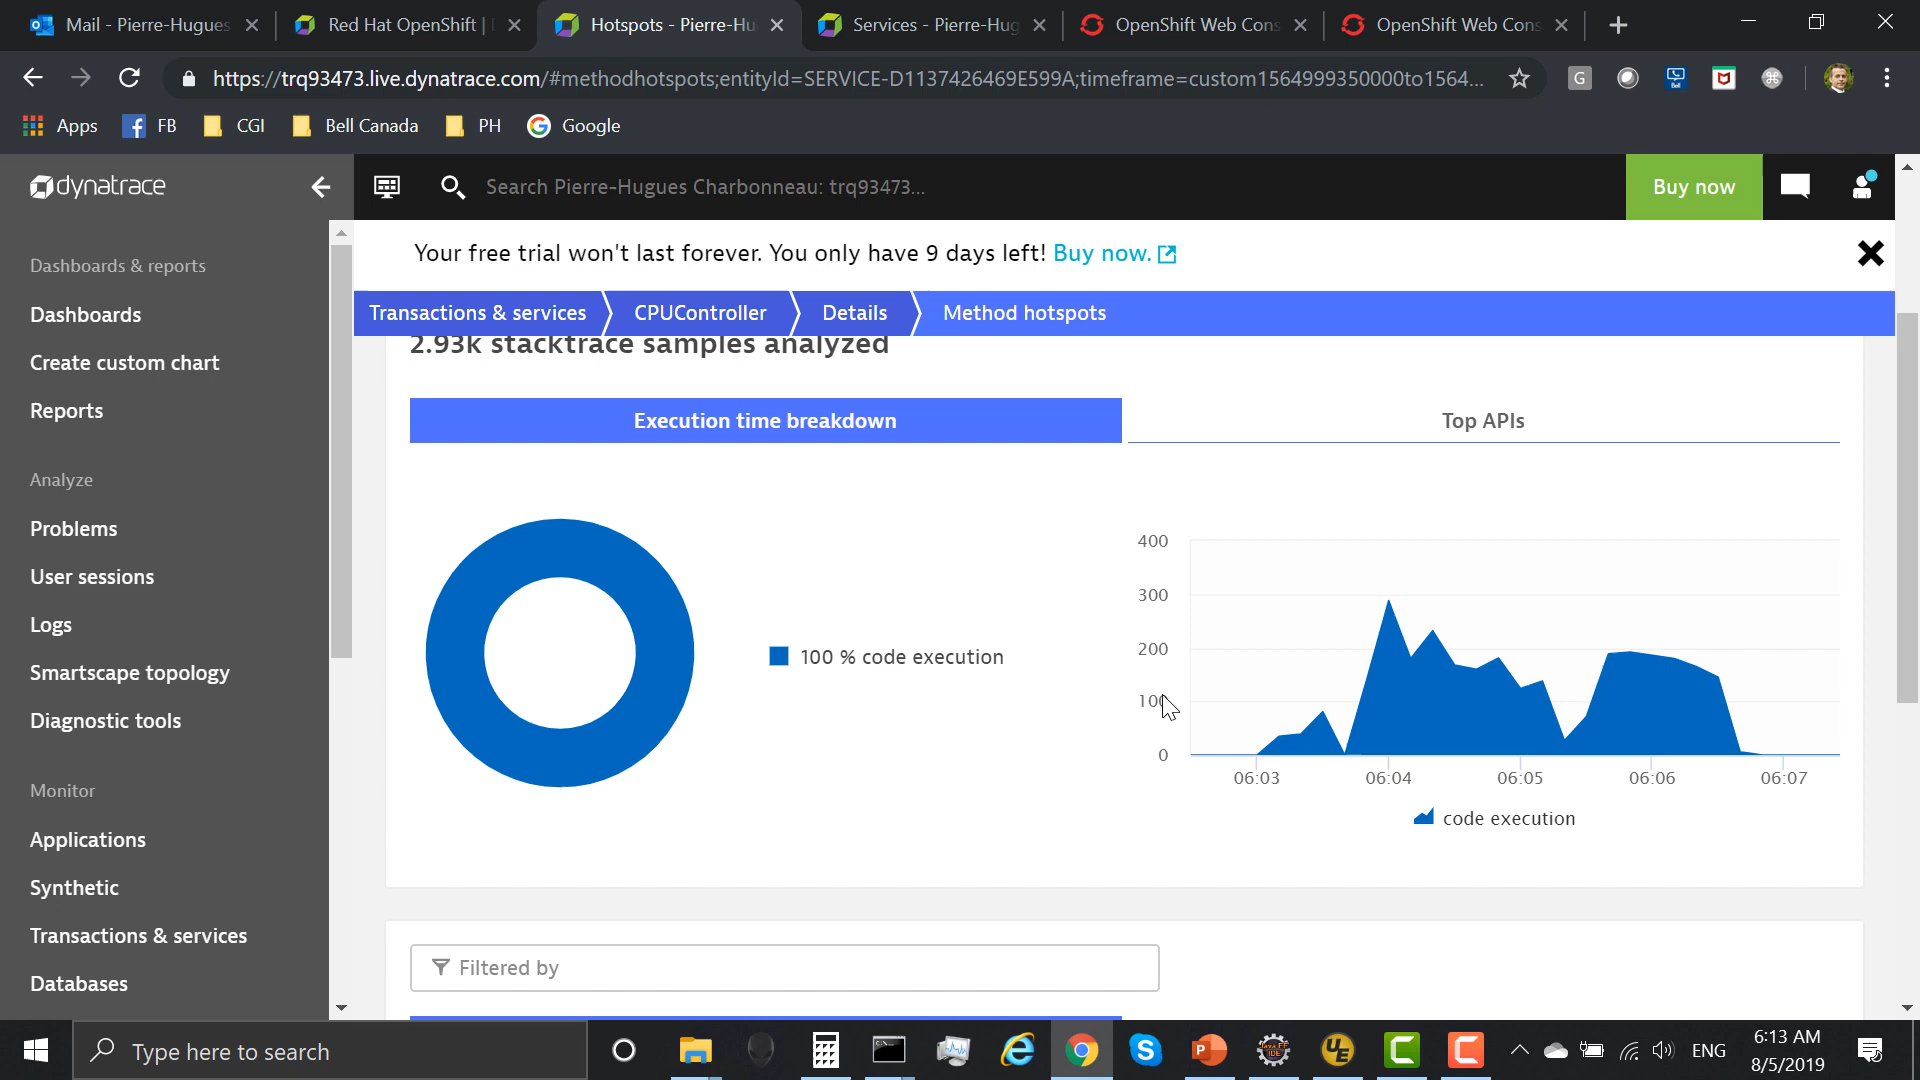 Mail - Pierre-Hugues
Red Hat OpenShift |
Hotspots - Pierre-Hu
Services - Pierre-Hug
OpenShift Web Cons
OpenShift Web Cons
https://trq93473.live.dynatrace.com/#methodhotspots;entityId=SERVICE-D1137426469E599A;timeframe=custom1564999350000to1564...
G
Bell
Apps
FB
CGI
Bell Canada
PH
Google
dynatrace
Search Pierre-Hugues Charbonneau: trq93473...
Buy now
Your free trial won't last forever. You only have 9 days left! Buy now.
Transactions & services
CPUController
Details
Method hotspots
2.93k stacktrace samples analyzed
Dashboards & reports
Dashboards
Create custom chart
Reports
Analyze
Problems
User sessions
Logs
Smartscape topology
Diagnostic tools
Monitor
Applications
Synthetic
Transactions & services
Databases
Execution time breakdown
Top APIs
100 % code execution
400
300
200
100
0
06:03
06:04
06:05
06:06
06:07
code execution
Filtered by
Type here to search
ENG
6:13 AM
8/5/2019